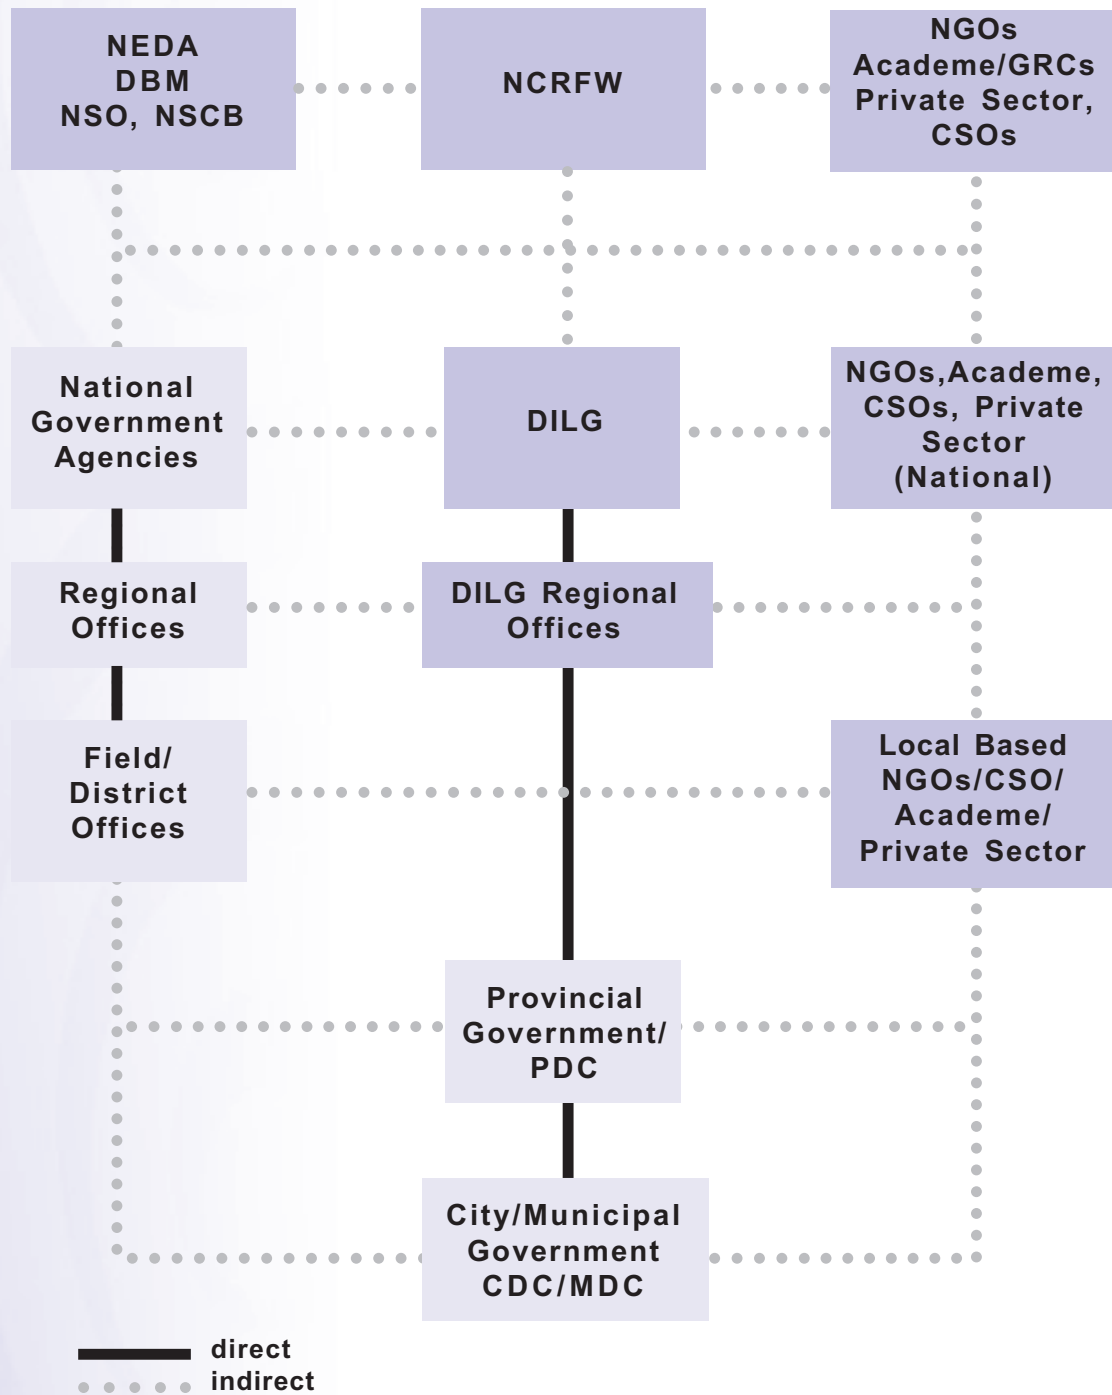 NEDA
DBM
NSO, NSCB
NCRFW
NGOs
Academe/GRCs
Private Sector,
CSOs
National
Government
Agencies
DILG
NGOs,Academe,
CSOs, Private
Sector
(National)
Regional
Offices
DILG Regional
Offices
Field/
District
Offices
Local Based
NGOs/CSO/
Academe/
Private Sector
Provincial
Government/
PDC
City/Municipal
Government
CDC/MDC
direct
indirect